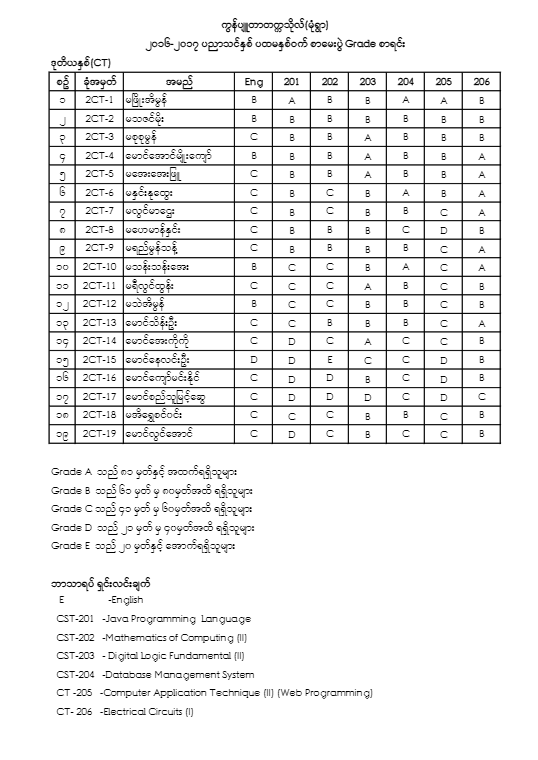 ကွန်ပျူတာတက္ကသိုလ်(မုံရွာ)
၂၀၁၆-၂၀၁၇ ပညာသင်နှစ် ပထမနှစ်ဝက် စာမေးပွဲ Grade စာရင်း
ဒုတိယနှစ်(CT)
စဉ် ခုံအမှတ် အမည် Eng 201 202 203 204 205 206
၁ 2CT-1 မဖြိုးအိမွန် B A B B A A B
၂ 2CT-2 မသဇင်မိုး B B B B B B B
၃ 2CT-3 မစုစုမွန် C B B A B B B
၄ 2CT-4 မောင်အောင်မျိုးကျော် B B B A B B A
၅ 2CT-5 မအေးအေးဖြူ C B B A B B A
၆ 2CT-6 မနှင်းနုထွေး C B C B A B A
၇ 2CT-7 မလွင်မာဌေး C B C B B C A
၈ 2CT-8 မဟေမာန်နှင်း C B B B C D B
၉ 2CT-9 မရည်မွန်သန့် C B B B B C A
၁၀ 2CT-10 မသန်းသန်းအေး B C C B A C A
၁၁ 2CT-11 မရီလွင်ထွန်း C C C A B C B
၁၂ 2CT-12 မသဲအိမွန် B C C B B C B
၁၃ 2CT-13 မောင်သိန်းဦး C C B B B C A
၁၄ 2CT-14 မောင်အေးကိုကို C D C A C C B
၁၅ 2CT-15 မောင်နေလင်းဦး D D E C C D B
၁၆ 2CT-16 မောင်ကျော်မင်းနိုင် C D D B C D B
၁၇ 2CT-17 မောင်စည်သူမြင့်ဆွေ C D D D C D C
၁၈ 2CT-18 မအိရွှေစင်ဝင်း C C C B B C B
၁၉ 2CT-19 မောင်လွင်အောင် C D C B C C B
Grade A သည် ၈၁ မှတ်နှင့် အထက်ရရှိသူများ
Grade B သည် ၆၁ မှတ် မှ ၈၀မှတ်အထိ ရရှိသူများ
Grade C သည် ၄၁ မှတ် မှ ၆၀မှတ်အထိ ရရှိသူများ
Grade D သည် ၂၁ မှတ် မှ ၄၀မှတ်အထိ ရရှိသူများ
Grade E သည် ၂၀ မှတ်နှင့် အောက်ရရှိသူများ
ဘာသာရပ် ရှင်းလင်းချက်
E -English
CST-201 -Java Programming Language
CST-202 -Mathematics of Computing (II)
CST-203 - Digital Logic Fundamental (II)
CST-204 -Database Management System
CT -205 -Computer Application Technique (II) (Web Programming)
CT- 206 -Electrical Circuits (I)